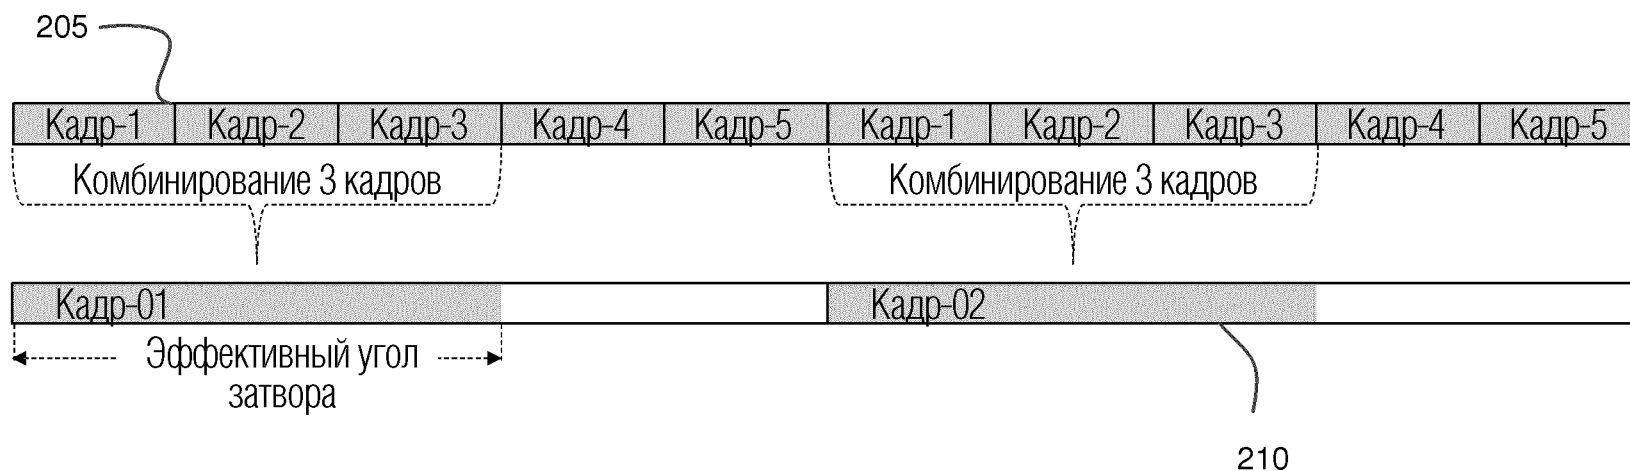 205
Кадр-1 Кадр-2 Кадр-3 Кадр-4 Кадр-5 Кадр-1 Кадр-2 Кадр-3 Кадр-4 Кадр-5
Комбинирование 3 кадров Комбинирование 3 кадров
Кадр-01 Кадр-02
Эффективный угол
затвора
210